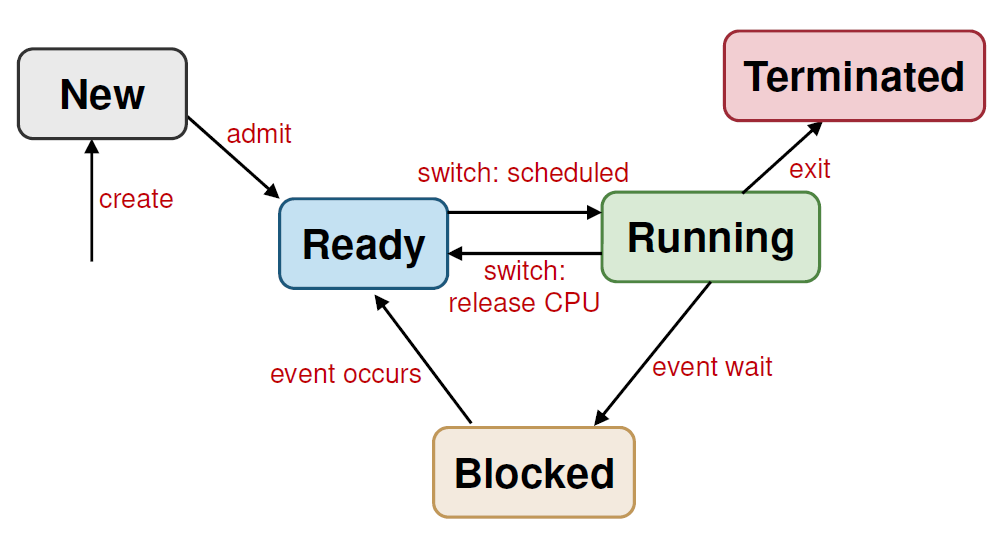 New
Terminated
admit
create
switch: scheduled
exit
Ready
Running
switch:
release CPU
event occurs
event wait
Blocked